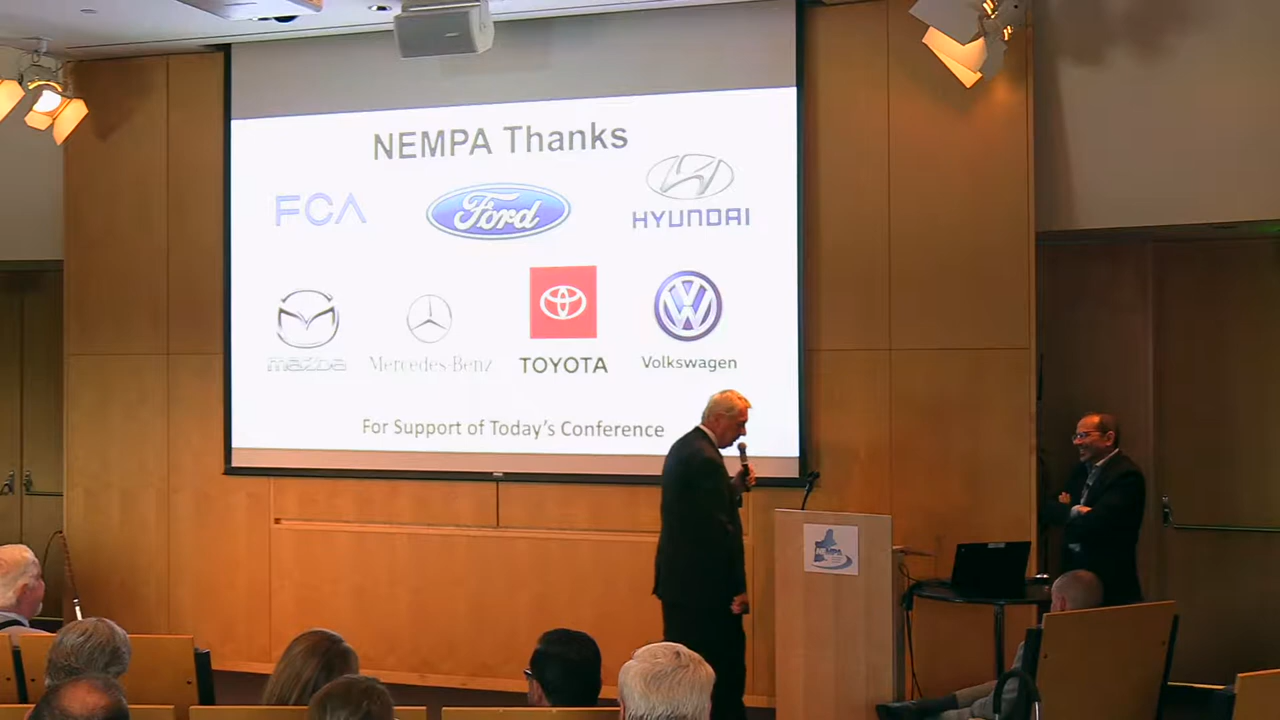 NEMPA Thanks
FCA
Ford
HYUNDAI
mazda
Mercedes-Benz
TOYOTA
Volkswagen
For Support of Today's Conference